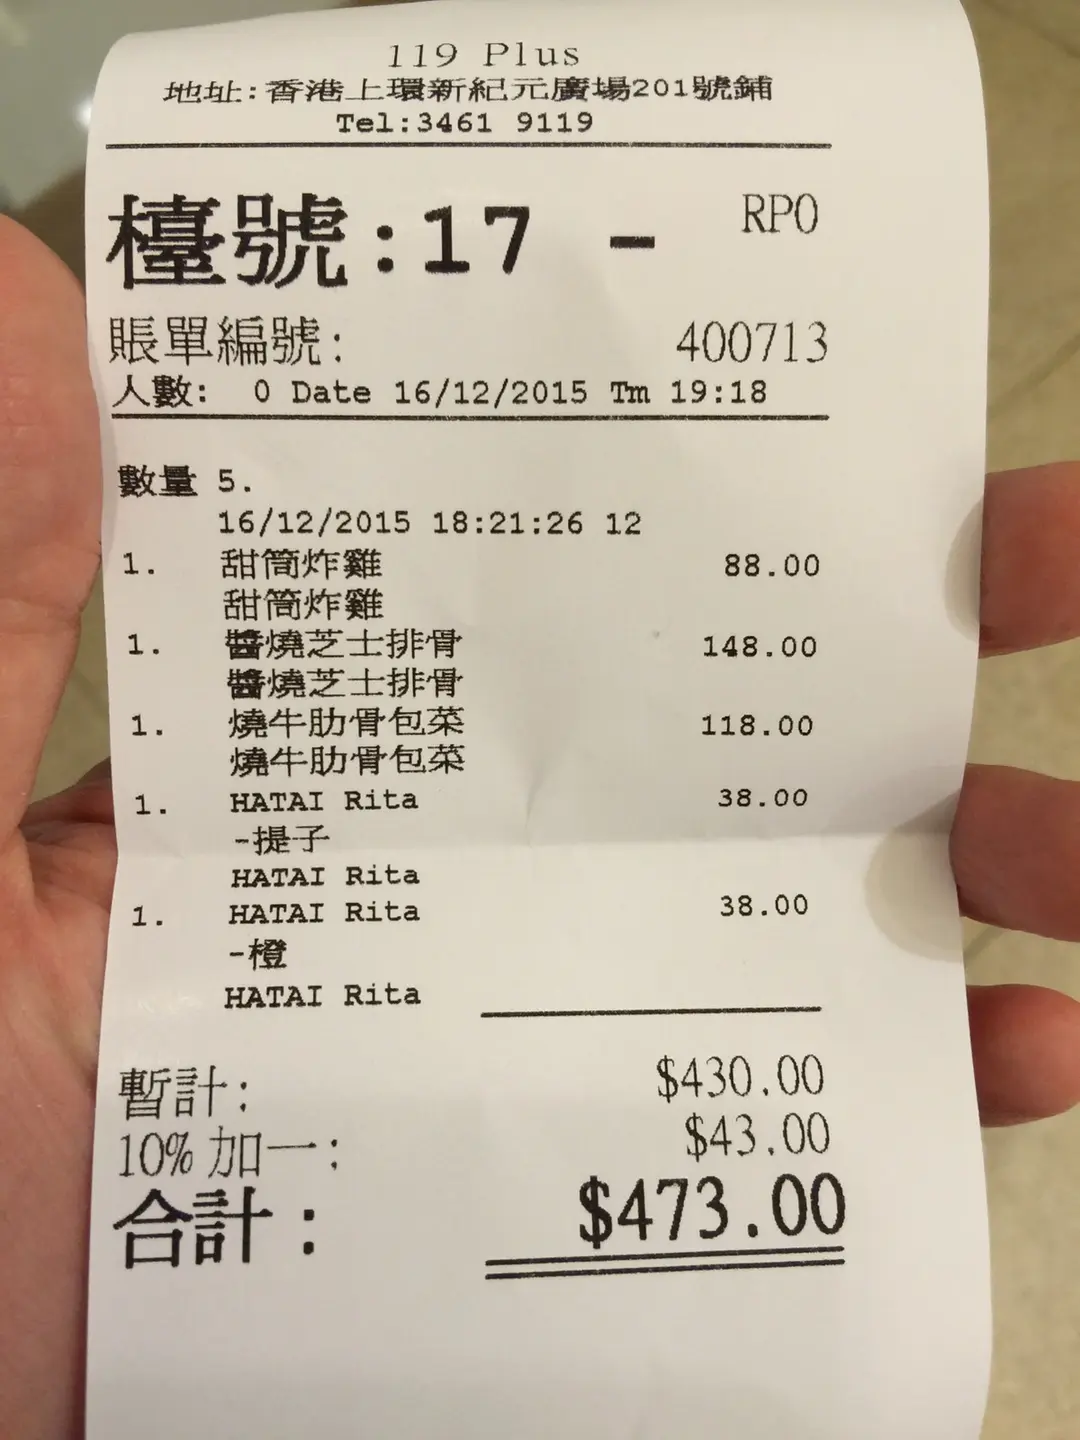 119 Plus
地址:香港上環新紀元廣場201號鋪
Tel:3461 9119
檯號:17 - RP0
賬單編號: 400713
人數: 0 Date 16/12/2015 Tm 19:18
數量 5.
16/12/2015 18:21:26 12
1. 甜筒炸雞 88.00
甜筒炸雞
1. 醬燒芝士排骨 148.00
醬燒芝士排骨
1. 燒牛肋骨包菜 118.00
燒牛肋骨包菜
1. HATAI Rita 38.00
-提子
HATAI Rita
1. HATAI Rita 38.00
-橙
HATAI Rita
暫計: $430.00
10% 加一: $43.00
合計: $473.00